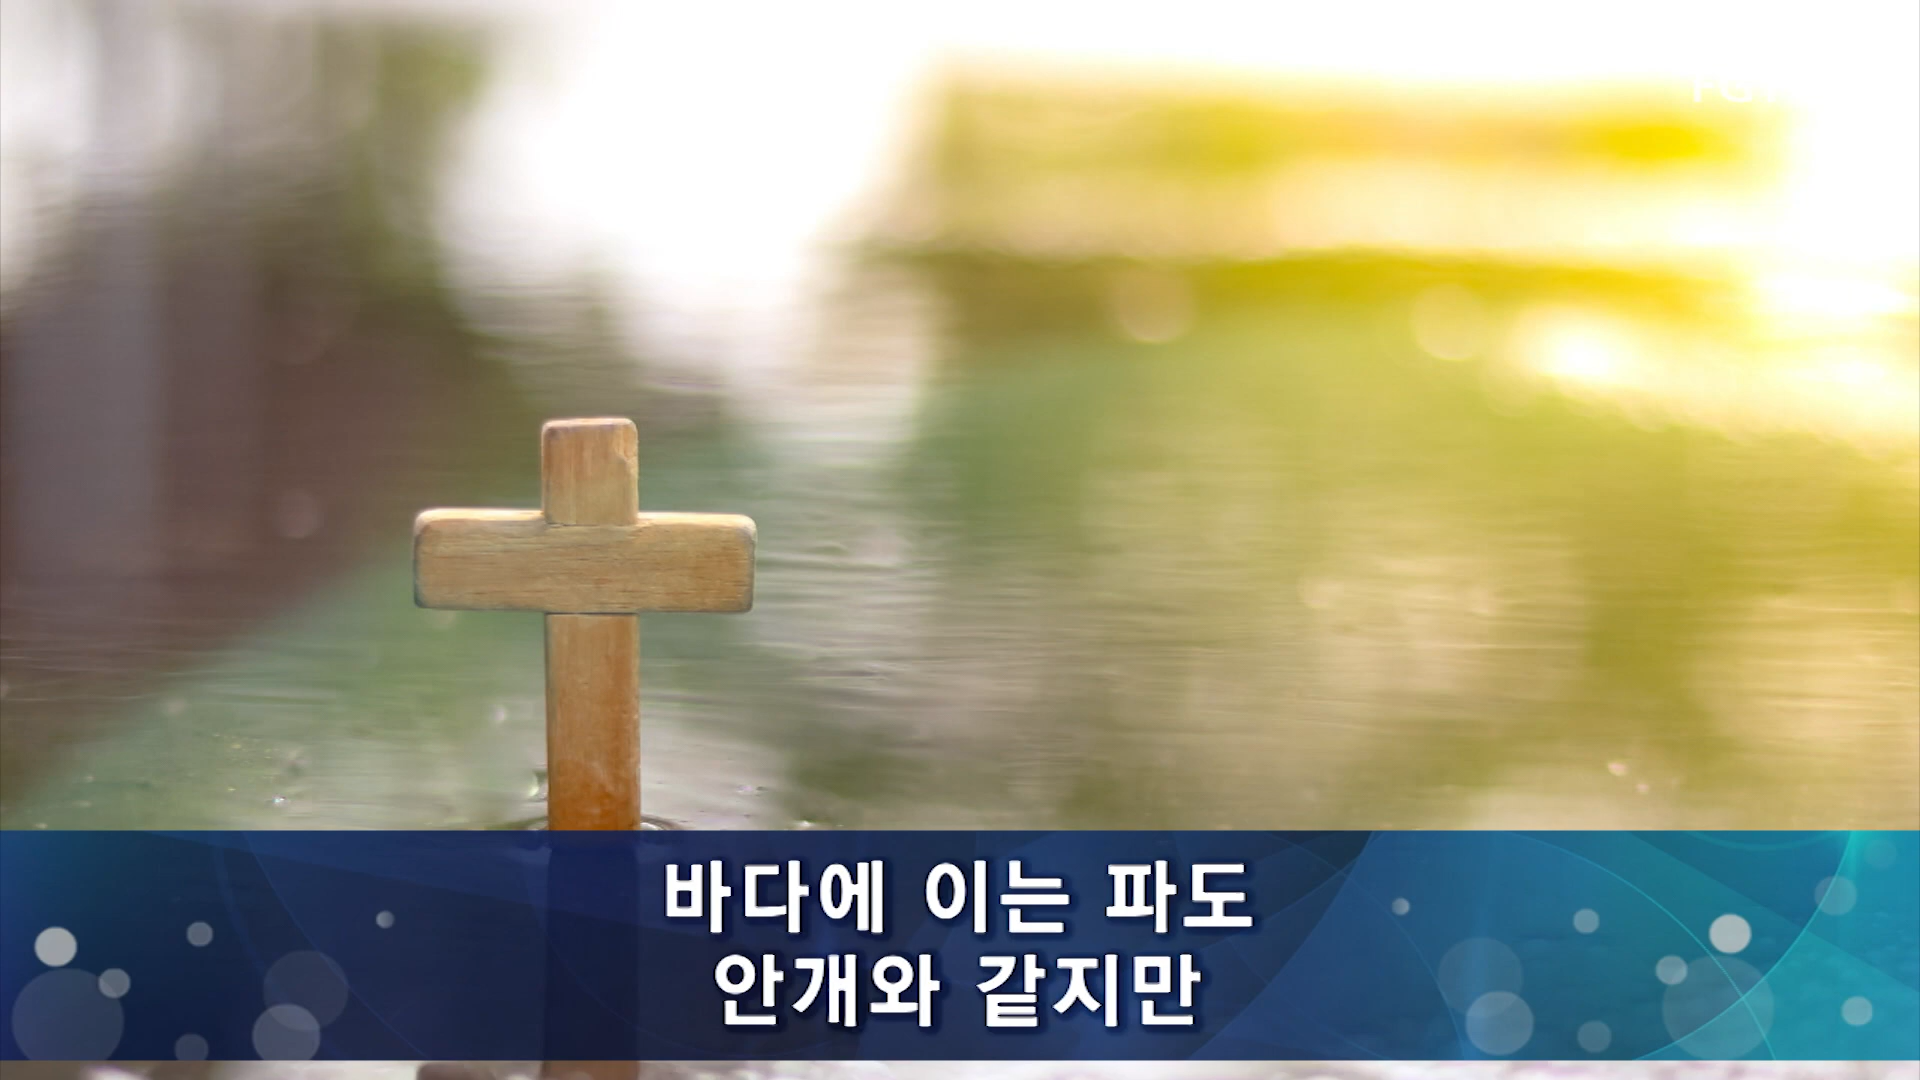 바다에 이는 파도
안개와 같지만